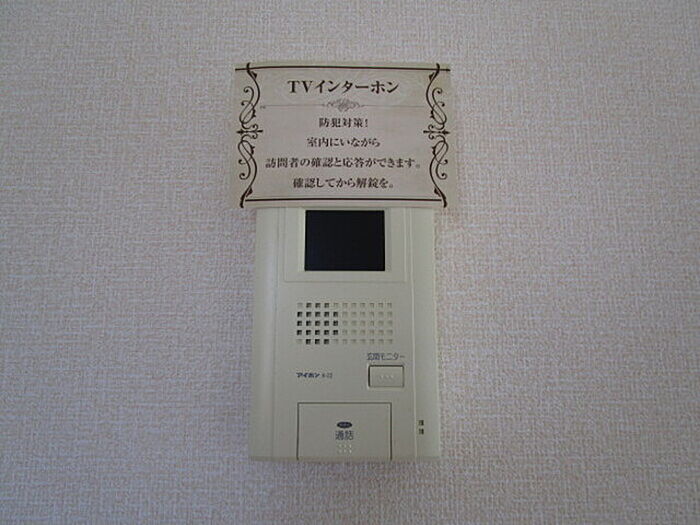 TVインターホン
防犯対策!
室内にいながら
訪問者の確認と応答ができます。
確認してから解錠を。
玄関モニター
アイホン
通話